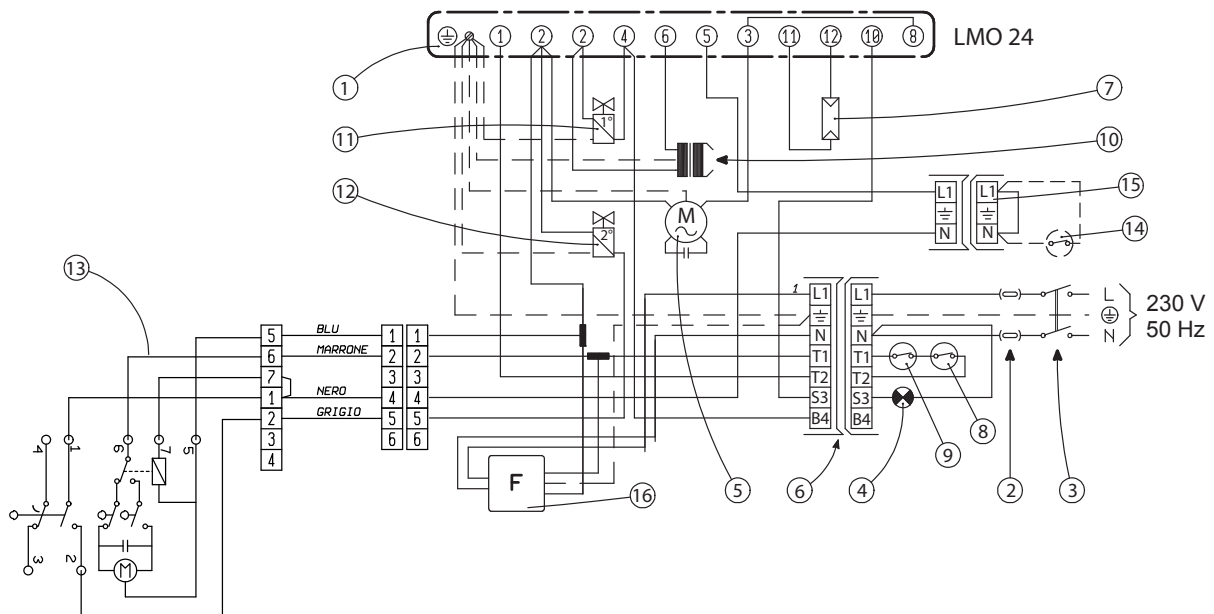 1 2 2 4 6 5 3 11 12 10 8 LMO 24
1
7
11
1°
10
12
2°
M
L1 L1
15
N N
14
13
1
L1 L1
L
230 V
50 Hz
N N
N
T1 T1
T2 T2
S3 S3
B4 B4
5 BLU 1 1
6 MARRONE 2 2
7 3 3
1 NERO 4 4
2 GRIGIO 5 5
3 6 6
4
9 8
4 1 6 7 5
F
16 5 6 4 2 3
3 2
M